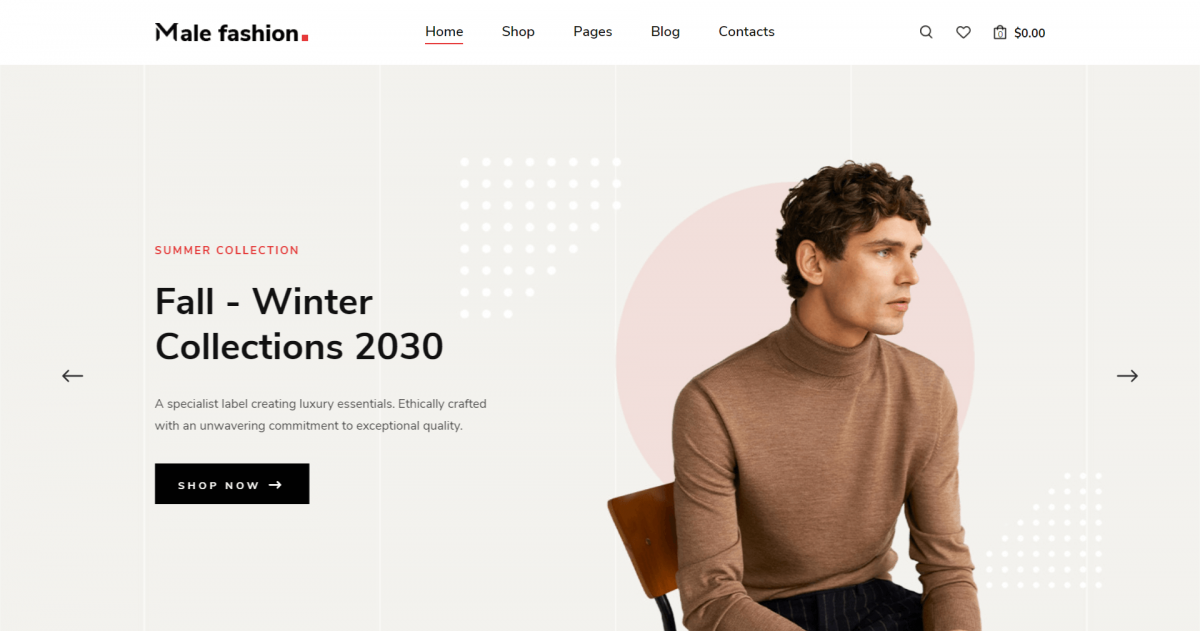 Male fashion.
Home Shop Pages Blog Contacts
0 $0.00
SUMMER COLLECTION
Fall - Winter
Collections 2030
A specialist label creating luxury essentials. Ethically crafted
with an unwavering commitment to exceptional quality.
SHOP NOW